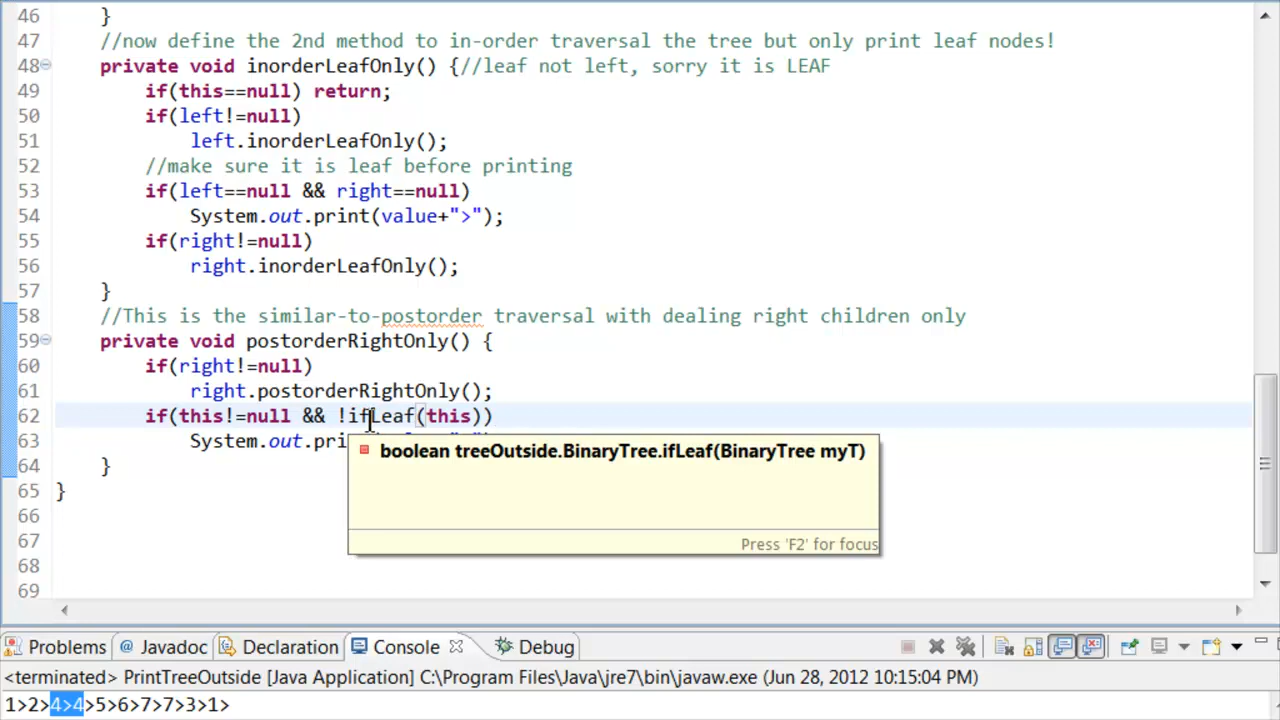 46 }
47 //now define the 2nd method to in-order traversal the tree but only print leaf nodes!
48 private void inorderLeafOnly() {//leaf not left, sorry it is LEAF
49 if(this==null) return;
50 if(left!=null)
51 left.inorderLeafOnly();
52 //make sure it is leaf before printing
53 if(left==null && right==null)
54 System.out.print(value+">");
55 if(right!=null)
56 right.inorderLeafOnly();
57 }
58 //This is the similar-to-postorder traversal with dealing right children only
59 private void postorderRightOnly() {
60 if(right!=null)
61 right.postorderRightOnly();
62 if(this!=null && !ifLeaf(this))
63 System.out.pri
boolean treeOutside.BinaryTree.ifLeaf(BinaryTree myT)
64 }
65 }
66
67
Press 'F2' for focus
68
69
Problems @ Javadoc Declaration Console Debug
<terminated> PrintTreeOutside [Java Application] C:\Program Files\Java\jre7\bin\javaw.exe (Jun 28, 2012 10:15:04 PM)
1>2>4>4>5>6>7>7>3>1>